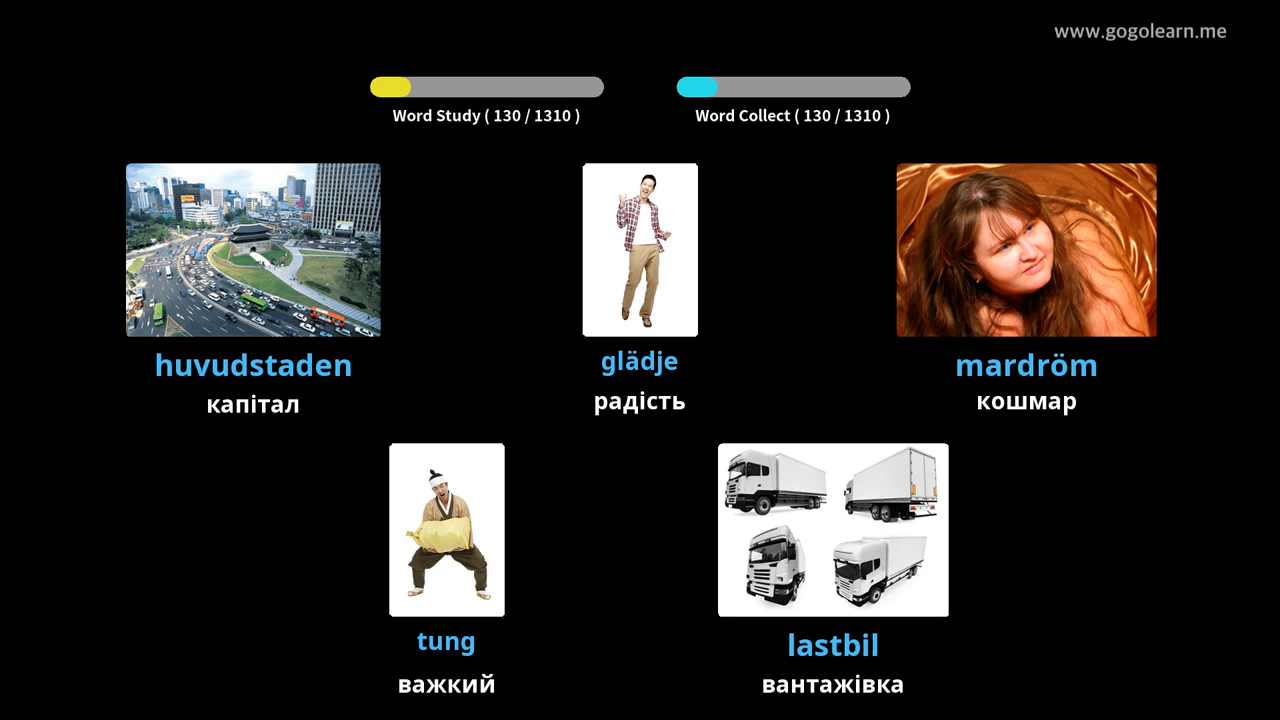 www.gogolearn.me
Word Study ( 130 / 1310 )
Word Collect ( 130 / 1310 )
huvudstaden
glädje
mardröm
капітал
радість
кошмар
tung
lastbil
важкий
вантажівка